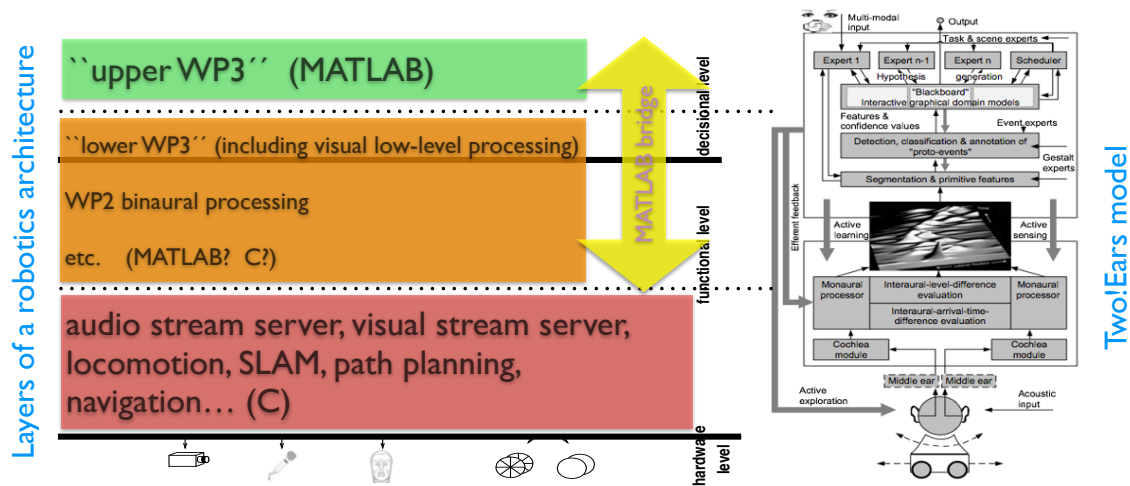 Layers of a robotics architecture
``upper WP3´´ (MATLAB)
``lower WP3´´ (including visual low-level processing)
WP2 binaural processing
etc. (MATLAB? C?)
audio stream server, visual stream server,
locomotion, SLAM, path planning,
navigation... (C)
MATLAB bridge
decisional level
functional level
hardware
level
Multi-modal
input
Output
Task & scene experts
Expert 1
Expert n-1
Expert n
Scheduler
Hypothesis
generation
"Blackboard"
Interactive graphical domain models
Features &
confidence values
Event experts
Detection, classification & annotation of
"proto-events"
Gestalt
experts
Segmentation & primitive features
Efferent feedback
Active
learning
Active
sensing
Monaural
processor
Interaural-level-difference
evaluation
Interaural-arrival-time-
difference evaluation
Monaural
processor
Cochlea
module
Cochlea
module
Middle ear
Middle ear
Active
exploration
Acoustic
input
Two!Ears model